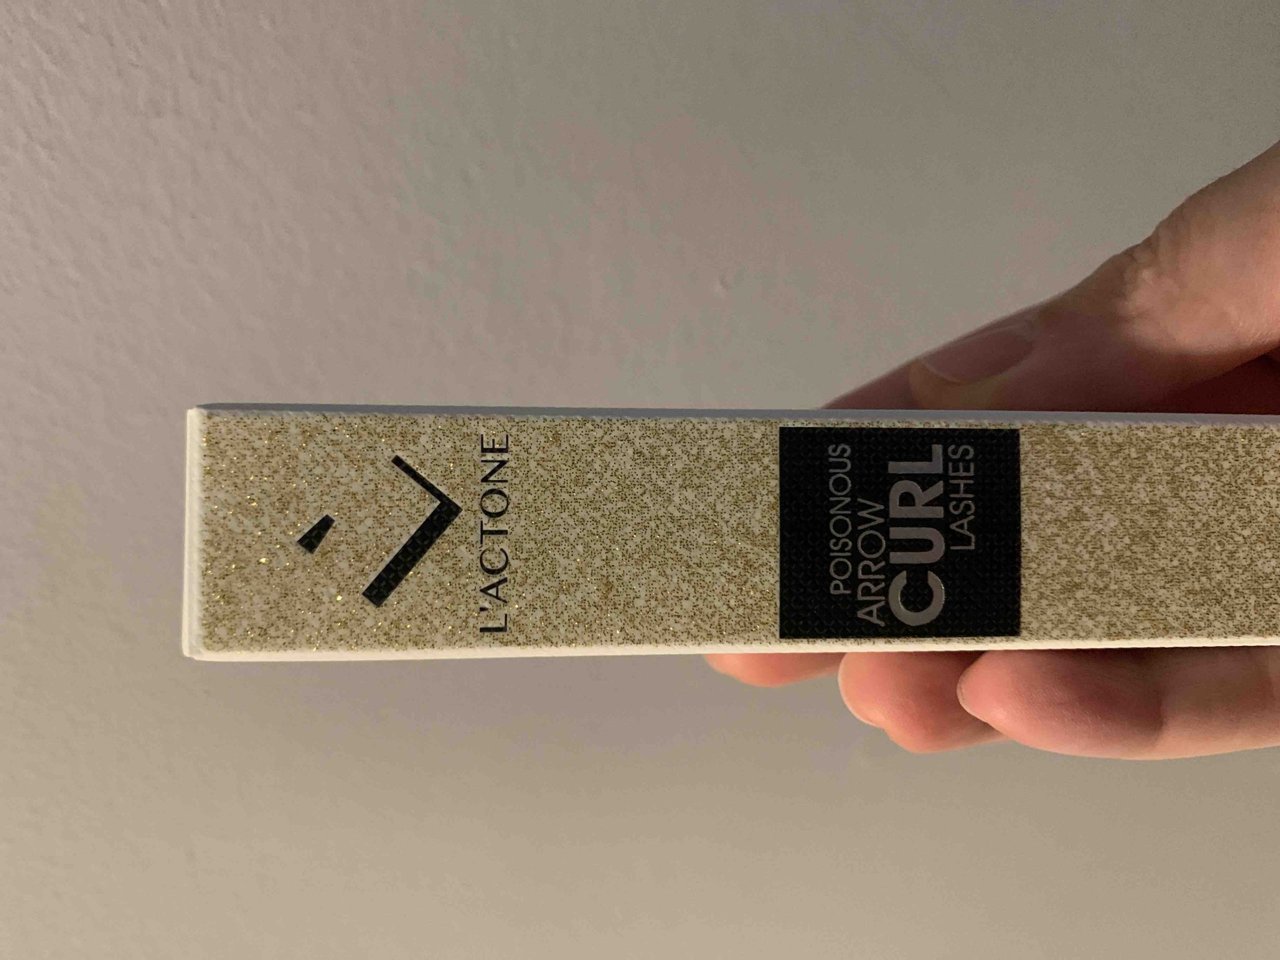 L'ACTONE
POISONOUS
ARROW
CURL
LASHES